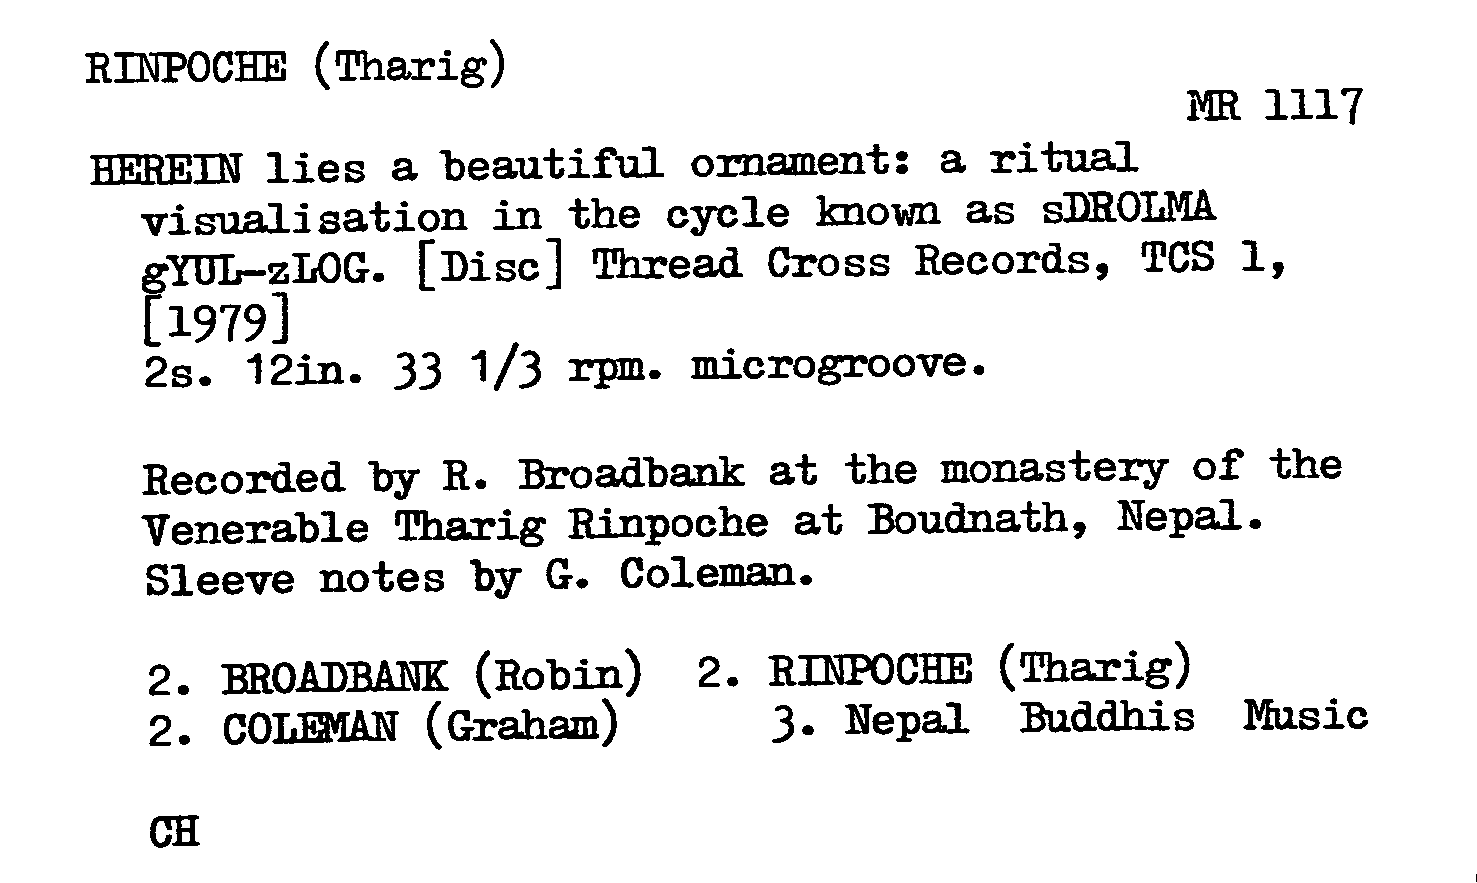 RINPOCHE (Tharig)
MR 1117
HEREIN lies a beautiful ornament: a ritual
visualisation in the cycle known as sDROLMA
gYUL-zLOG. [Disc] Thread Cross Records, TCS 1,
[1979]
2s. 12in. 33 1/3 rpm. microgroove.
Recorded by R. Broadbank at the monastery of the
Venerable Tharig Rinpoche at Boudnath, Nepal.
Sleeve notes by G. Coleman.
2. BROADBANK (Robin) 2. RINPOCHE (Tharig)
2. COLEMAN (Graham) 3. Nepal Buddhis Music
CH